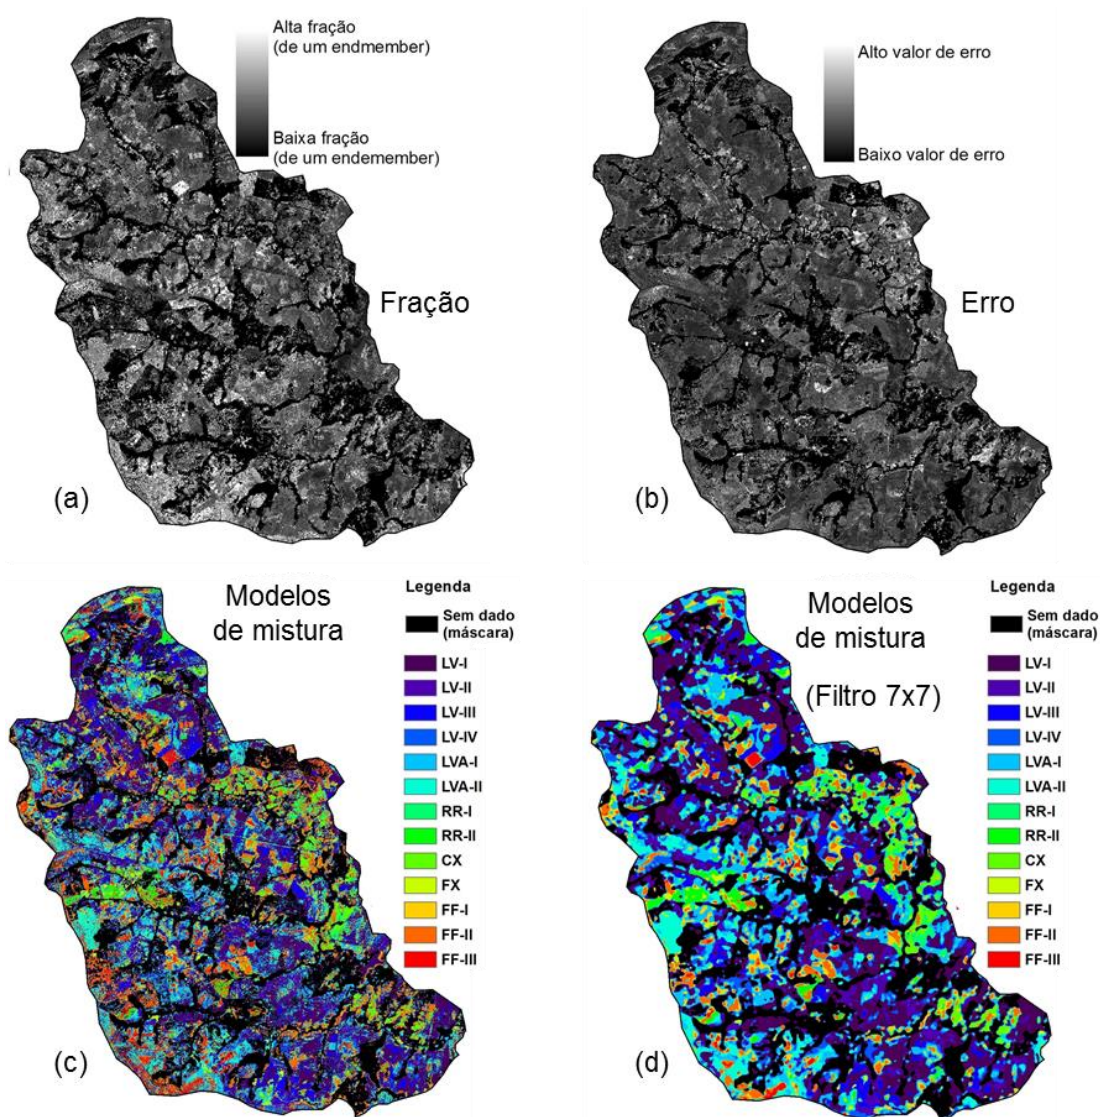 Alta fração
(de um endmember)
Baixa fração
(de um endemember)
Fração
(a)
Alto valor de erro
Baixo valor de erro
Erro
(b)
Modelos
de mistura
Legenda
Sem dado
(máscara)
LV-I
LV-II
LV-III
LV-IV
LVA-I
LVA-II
RR-I
RR-II
CX
FX
FF-I
FF-II
FF-III
(c)
Modelos
de mistura
(Filtro 7x7)
Legenda
Sem dado
(máscara)
LV-I
LV-II
LV-III
LV-IV
LVA-I
LVA-II
RR-I
RR-II
CX
FX
FF-I
FF-II
FF-III
(d)